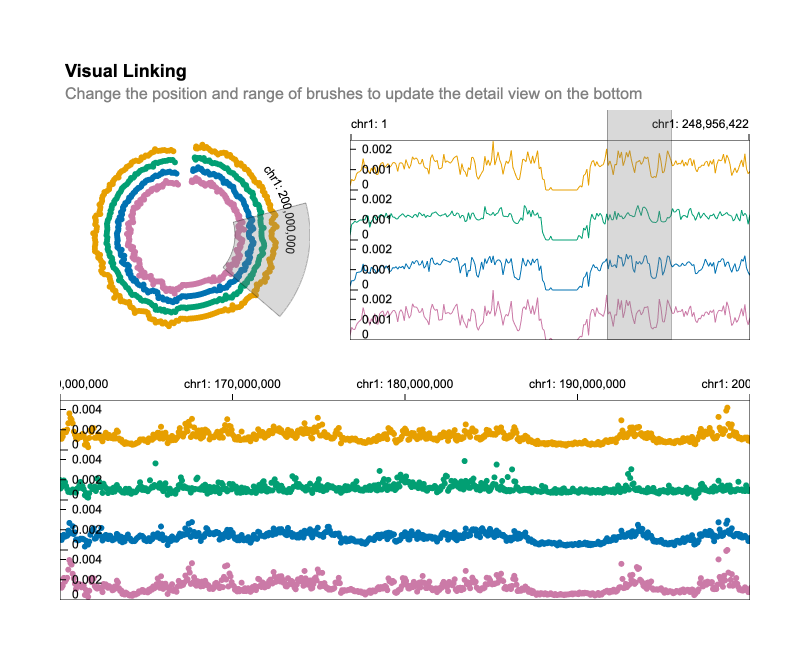 Visual Linking
Change the position and range of brushes to update the detail view on the bottom
chr1: 200,000,000
chr1: 1
chr1: 248,956,422
0.002
0.001
0
0.002
0.001
0
0.002
0.001
0
0.002
0.001
0
0,000,000
chr1: 170,000,000
chr1: 180,000,000
chr1: 190,000,000
chr1: 200
0.004
0.002
0
0.004
0.002
0
0.004
0.002
0
0.004
0.002
0